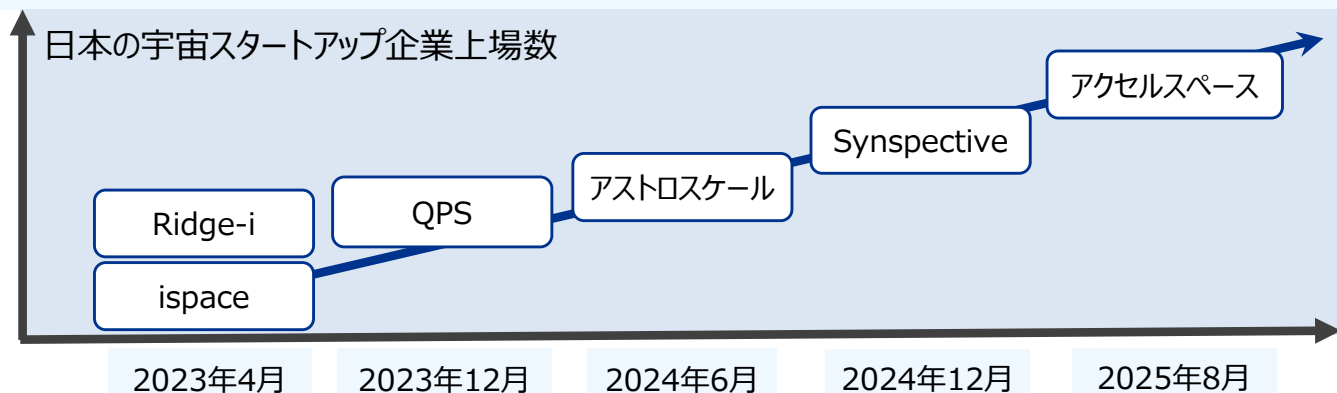 日本の宇宙スタートアップ企業上場数
アクセルスペース
Synspective
アストロスケール
QPS
Ridge-i
ispace
2023年4月
2023年12月
2024年6月
2024年12月
2025年8月